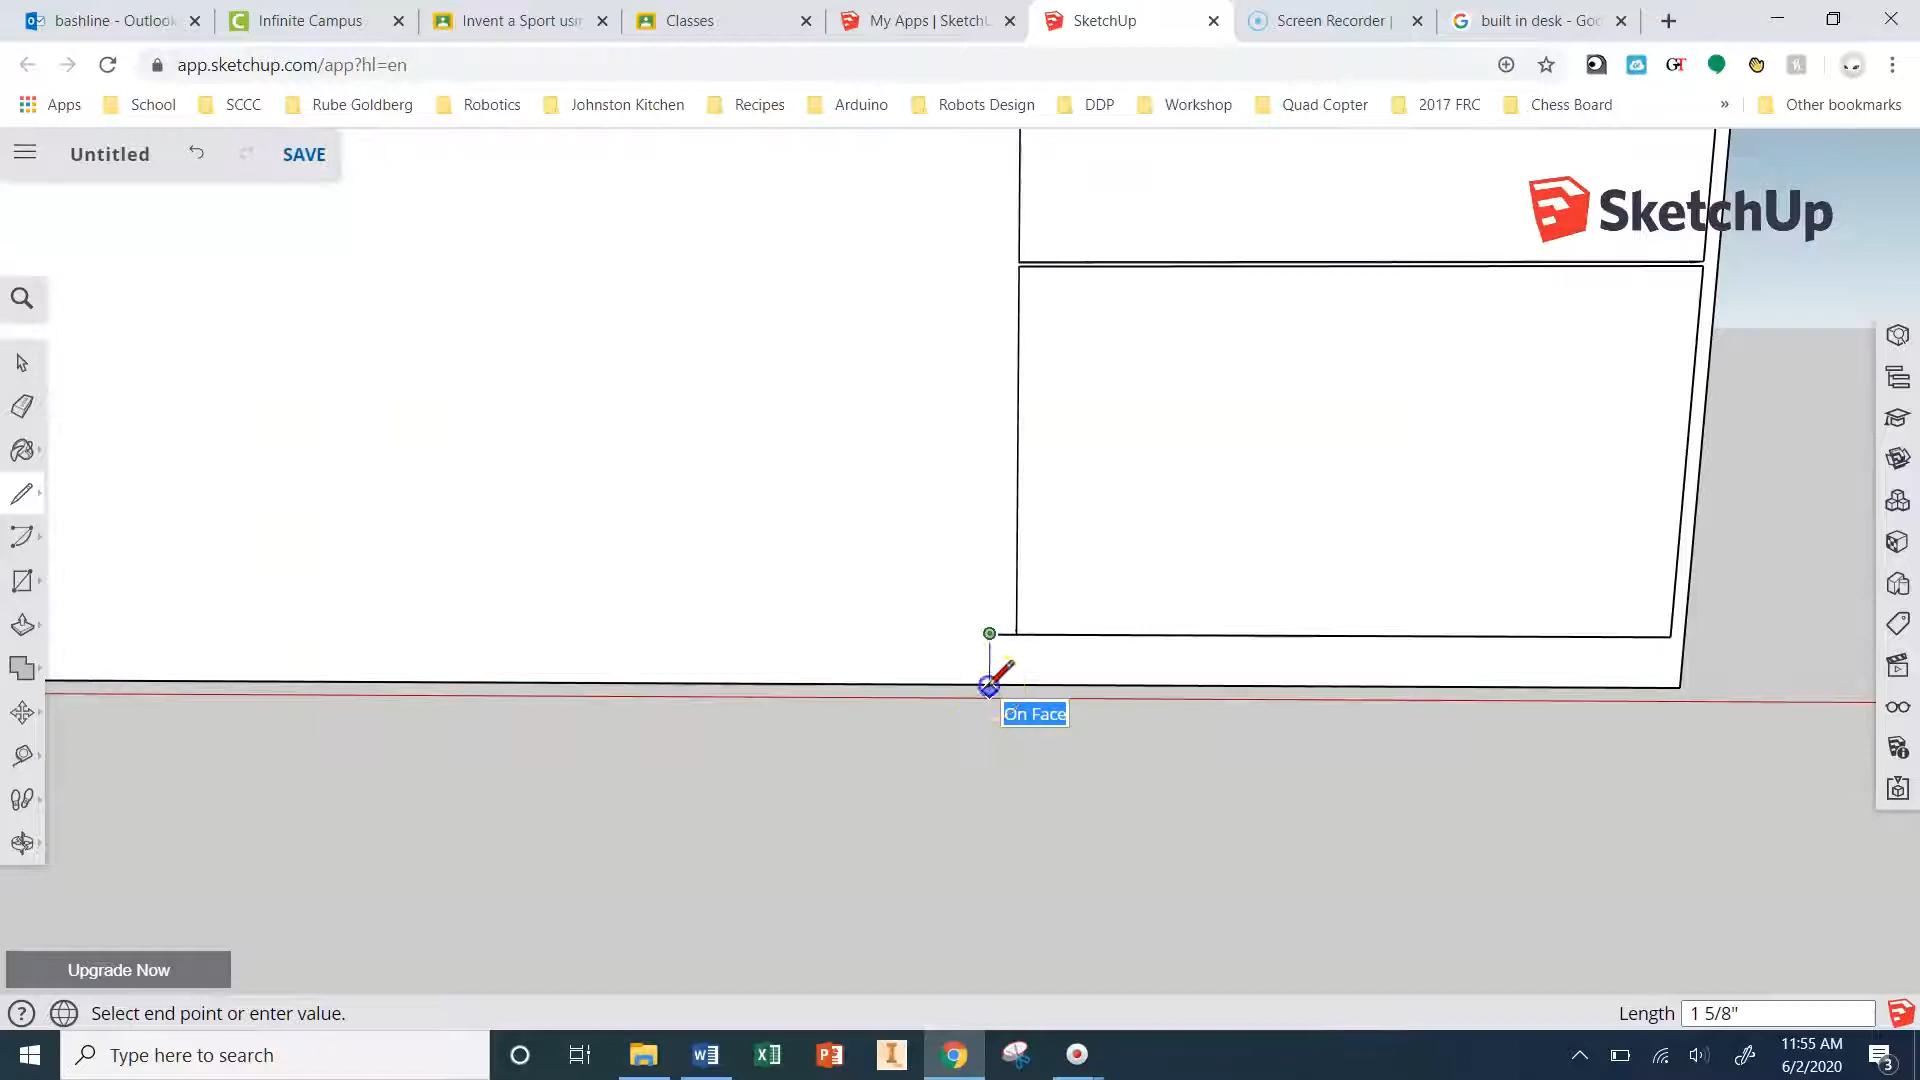 bashline - Outlook
Infinite Campus
Invent a Sport usin
Classes
My Apps | SketchU
SketchUp
Screen Recorder |
built in desk - Goo
app.sketchup.com/app?hl=en
Apps
School
SCCC
Rube Goldberg
Robotics
Johnston Kitchen
Recipes
Arduino
Robots Design
DDP
Workshop
Quad Copter
2017 FRC
Chess Board
»
Other bookmarks
Untitled
SAVE
SketchUp
On Face
Upgrade Now
Select end point or enter value.
Length
1 5/8"
Type here to search
11:55 AM
6/2/2020
3